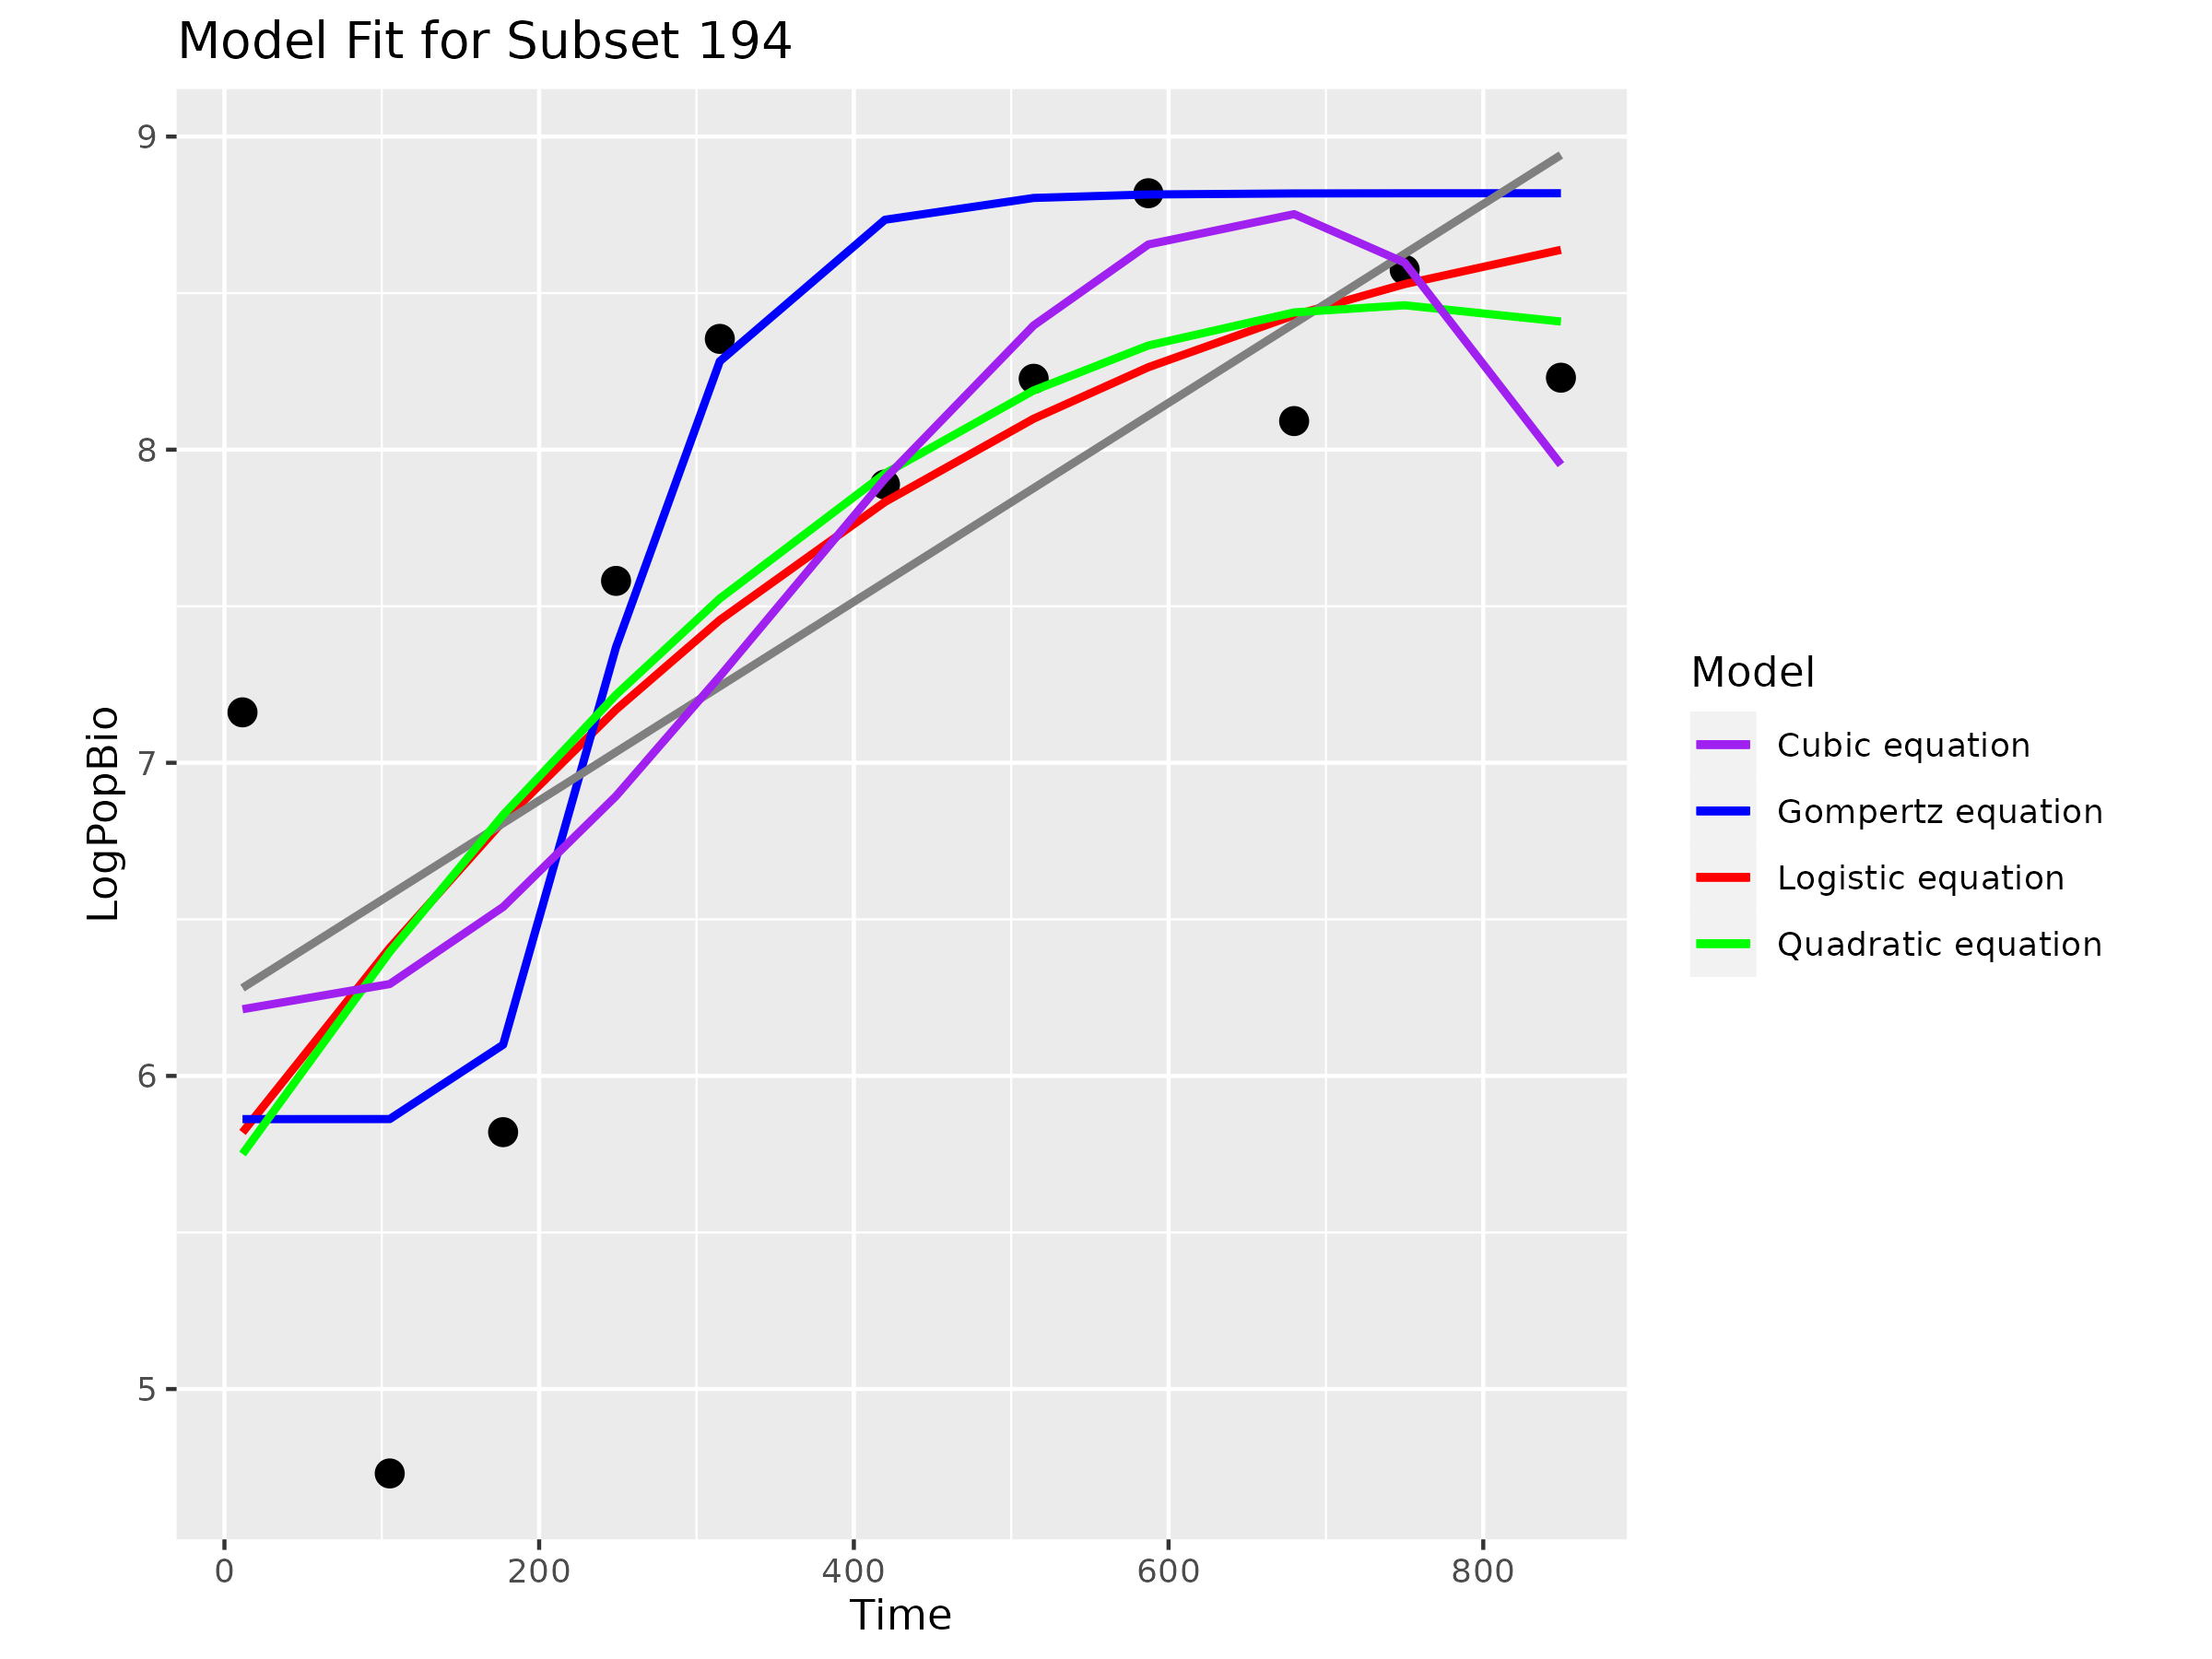 Model Fit for Subset 194
9
8
7
6
5
LogPopBio
0 200 400 600 800
Time
Model
Cubic equation
Gompertz equation
Logistic equation
Quadratic equation